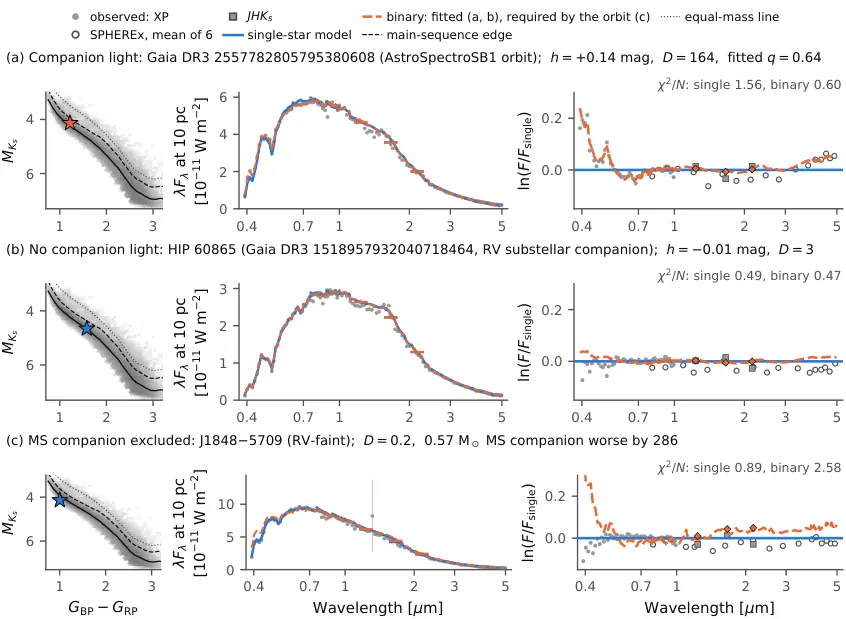 observed: XP
JHKs
binary: fitted (a, b), required by the orbit (c)
equal-mass line
SPHEREx, mean of 6
single-star model
main-sequence edge
(a) Companion light: Gaia DR3 2557782805795380608 (AstroSpectroSB1 orbit); h = +0.14 mag, D = 164, fitted q = 0.64
χ²/N: single 1.56, binary 0.60
M_Ks
4
6
1 2 3
λF_λ at 10 pc
[10⁻¹¹ W m⁻²]
6
4
2
0
0.4 0.7 1 2 3 5
ln(F/F_single)
0.2
0.0
0.4 0.7 1 2 3 5
(b) No companion light: HIP 60865 (Gaia DR3 1518957932040718464, RV substellar companion); h = −0.01 mag, D = 3
χ²/N: single 0.49, binary 0.47
M_Ks
4
6
1 2 3
λF_λ at 10 pc
[10⁻¹¹ W m⁻²]
3
2
1
0
0.4 0.7 1 2 3 5
ln(F/F_single)
0.2
0.0
0.4 0.7 1 2 3 5
(c) MS companion excluded: J1848−5709 (RV-faint); D = 0.2, 0.57 M⊙ MS companion worse by 286
χ²/N: single 0.89, binary 2.58
M_Ks
4
6
1 2 3
G_BP − G_RP
λF_λ at 10 pc
[10⁻¹¹ W m⁻²]
10
5
0
0.4 0.7 1 2 3 5
Wavelength [μm]
ln(F/F_single)
0.2
0.0
0.4 0.7 1 2 3 5
Wavelength [μm]